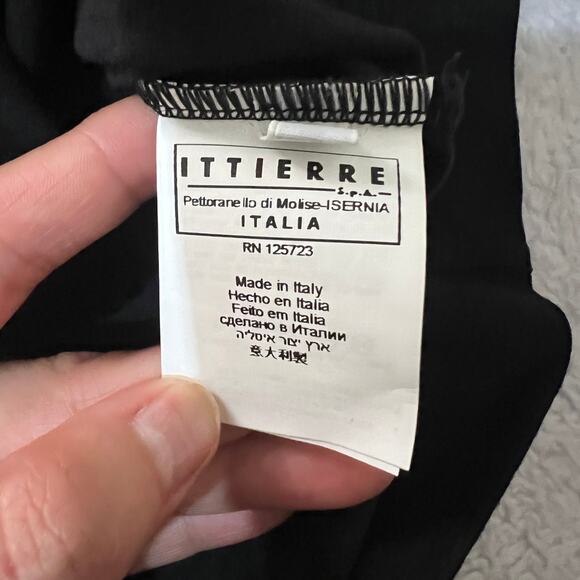 ITTIERRE
S.p.A.
Pettoranello di Molise-ISERNIA
ITALIA
RN 125723
Made in Italy
Hecho en Italia
Feito em Italia
сделано в Италии
ארץ יצור איטליה
意大利製